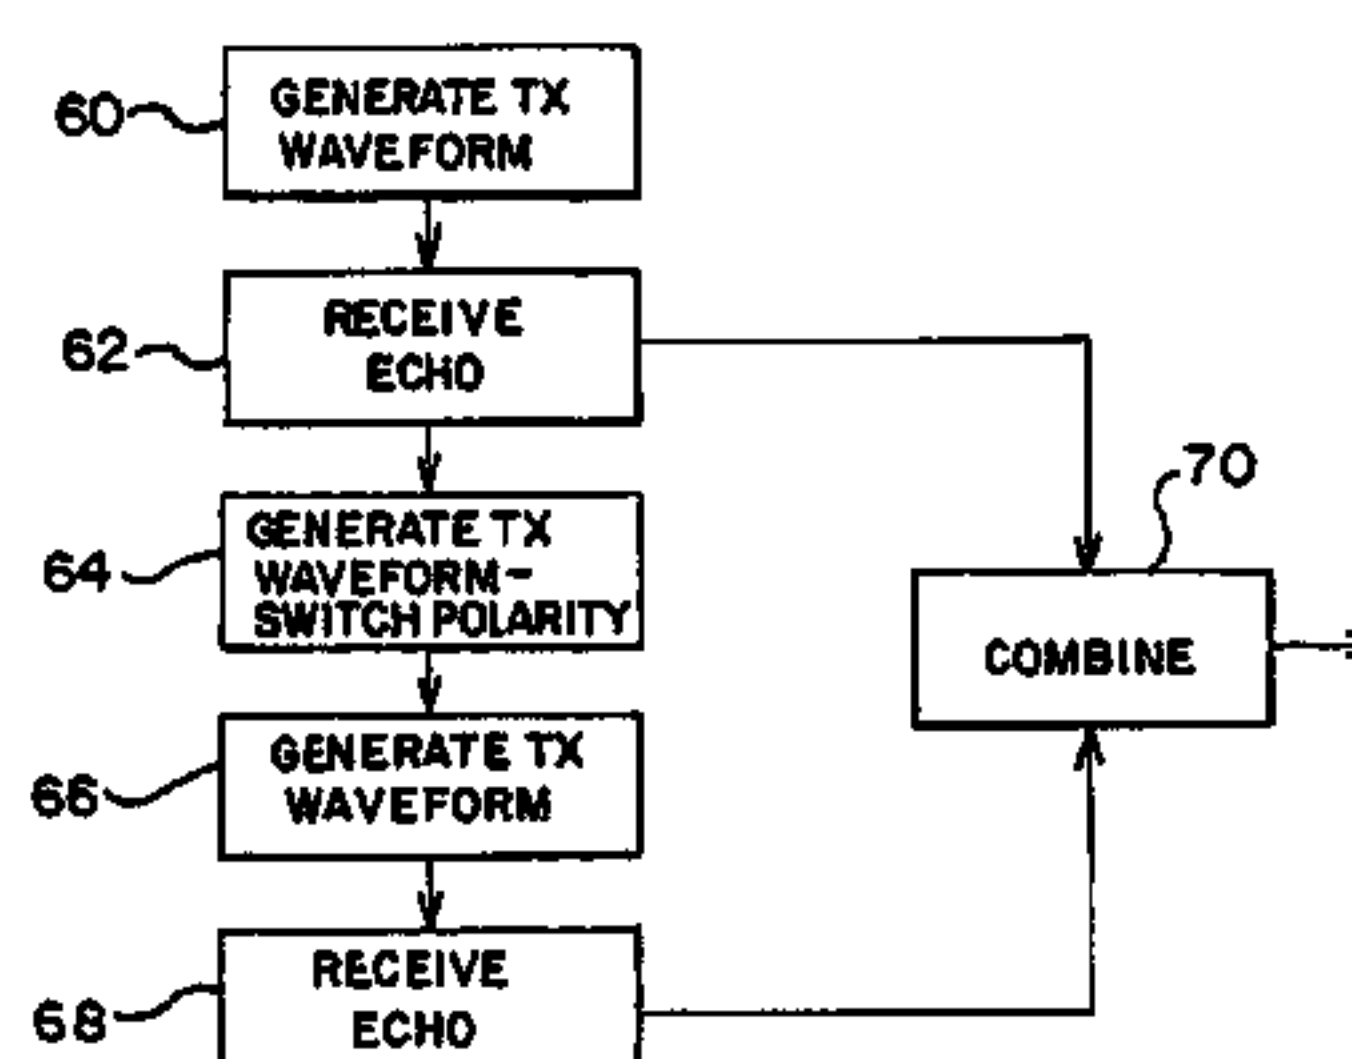 60
GENERATE TX
WAVEFORM
62
RECEIVE
ECHO
64
GENERATE TX
WAVEFORM-
SWITCH POLARITY
70
COMBINE
66
GENERATE TX
WAVEFORM
68
RECEIVE
ECHO